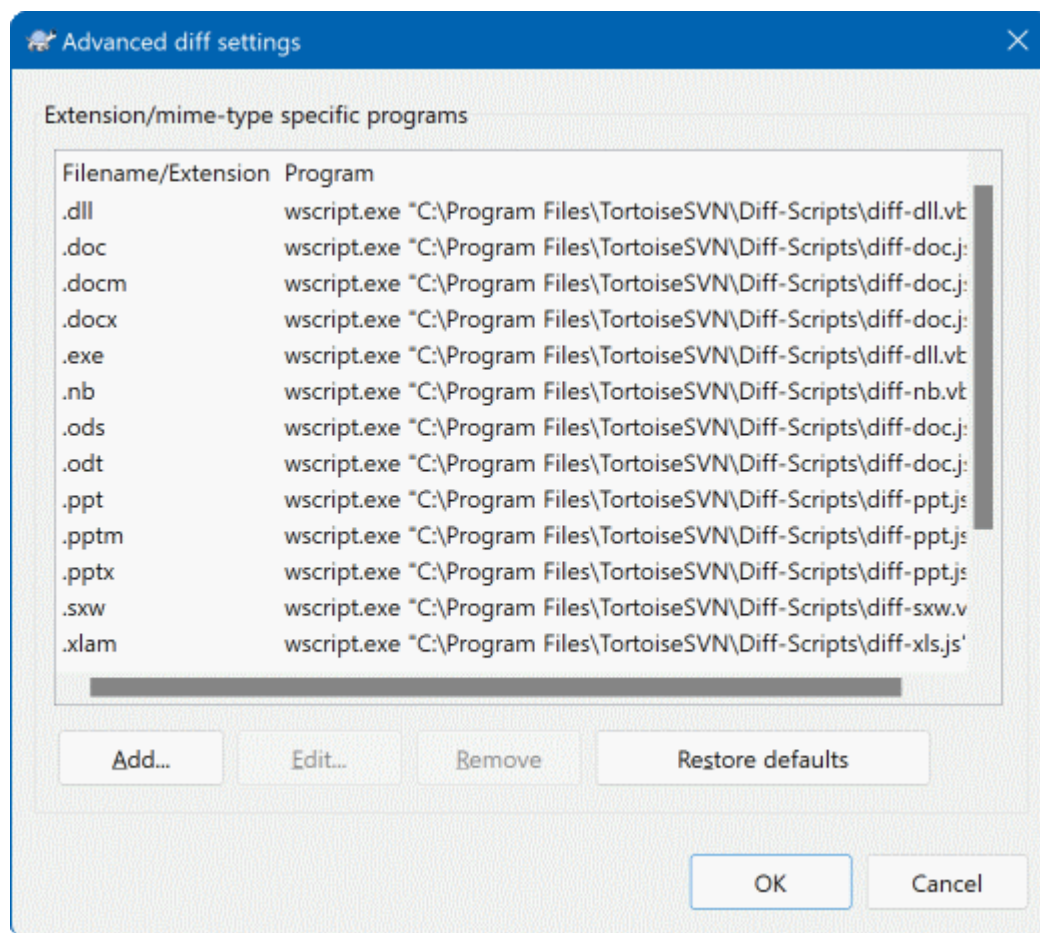 Advanced diff settings
Extension/mime-type specific programs
Filename/Extension Program
.dll wscript.exe "C:\Program Files\TortoiseSVN\Diff-Scripts\diff-dll.vb
.doc wscript.exe "C:\Program Files\TortoiseSVN\Diff-Scripts\diff-doc.js
.docm wscript.exe "C:\Program Files\TortoiseSVN\Diff-Scripts\diff-doc.js
.docx wscript.exe "C:\Program Files\TortoiseSVN\Diff-Scripts\diff-doc.js
.exe wscript.exe "C:\Program Files\TortoiseSVN\Diff-Scripts\diff-dll.vb
.nb wscript.exe "C:\Program Files\TortoiseSVN\Diff-Scripts\diff-nb.vb
.ods wscript.exe "C:\Program Files\TortoiseSVN\Diff-Scripts\diff-doc.js
.odt wscript.exe "C:\Program Files\TortoiseSVN\Diff-Scripts\diff-doc.js
.ppt wscript.exe "C:\Program Files\TortoiseSVN\Diff-Scripts\diff-ppt.js
.pptm wscript.exe "C:\Program Files\TortoiseSVN\Diff-Scripts\diff-ppt.js
.pptx wscript.exe "C:\Program Files\TortoiseSVN\Diff-Scripts\diff-ppt.js
.sxw wscript.exe "C:\Program Files\TortoiseSVN\Diff-Scripts\diff-sxw.v
.xlam wscript.exe "C:\Program Files\TortoiseSVN\Diff-Scripts\diff-xls.js"
Add... Edit... Remove Restore defaults
OK Cancel